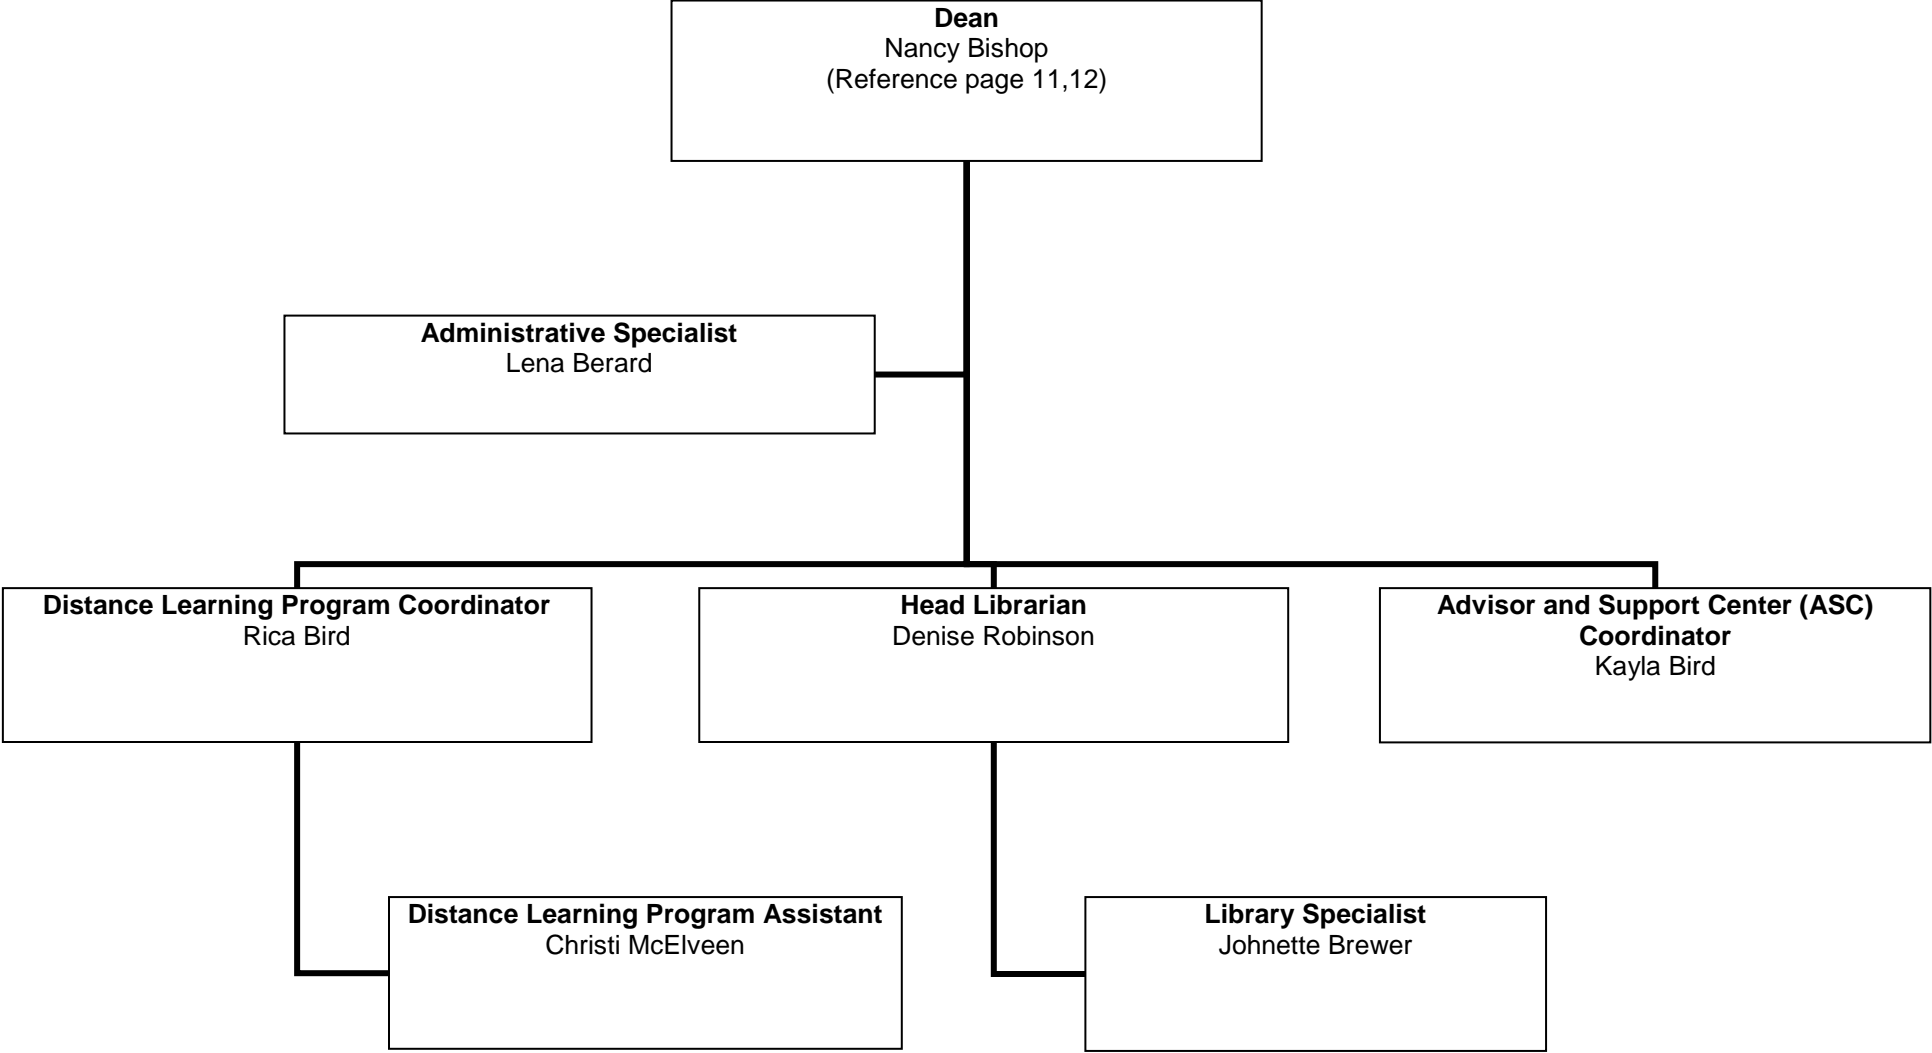 Dean
Nancy Bishop
(Reference page 11,12)
Administrative Specialist
Lena Berard
Distance Learning Program Coordinator
Rica Bird
Head Librarian
Denise Robinson
Advisor and Support Center (ASC)
Coordinator
Kayla Bird
Distance Learning Program Assistant
Christi McElveen
Library Specialist
Johnette Brewer